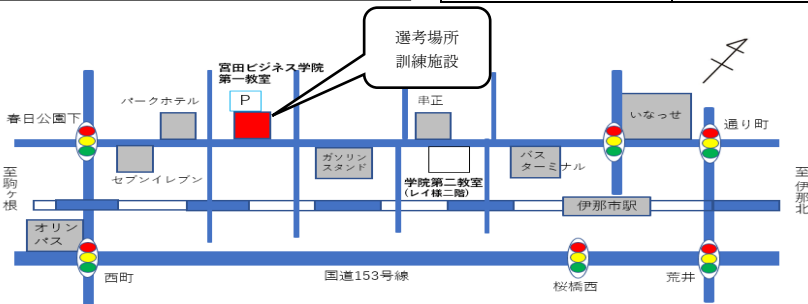 選考場所
訓練施設
宮田ビジネス学院
第一教室
P
パークホテル
串正
いなっせ
春日公園下
通り町
ガソリン
スタンド
バス
ターミナル
セブンイレブン
学院第二教室
(レイ様二階)
至駒ヶ根
至伊那北
伊那市駅
オリン
パス
西町
国道153号線
桜橋西
荒井